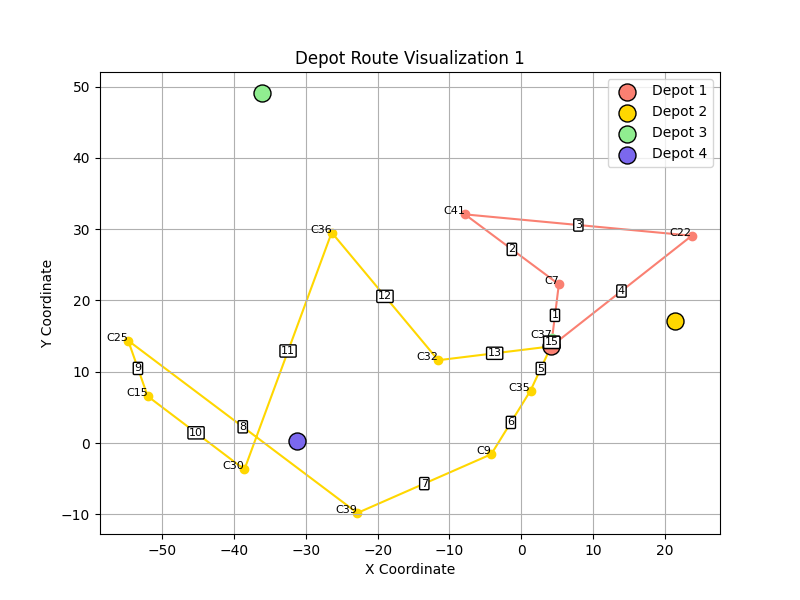 Depot Route Visualization 1
Depot 1
Depot 2
Depot 3
Depot 4
Y Coordinate
50
40
30
20
10
0
−10
C41
3
C22
C36
2
C7
4
12
1
C37
15
C25
11
13
C32
9
5
C15
C35
10
8
6
C9
C30
7
C39
−50
−40
−30
−20
−10
0
10
20
X Coordinate